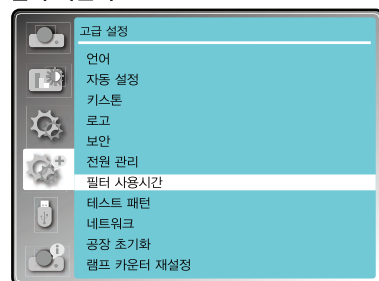 고급 설정
언어
자동 설정
키스톤
로고
보안
전원 관리
필터 사용시간
테스트 패턴
네트워크
공장 초기화
램프 카운터 재설정